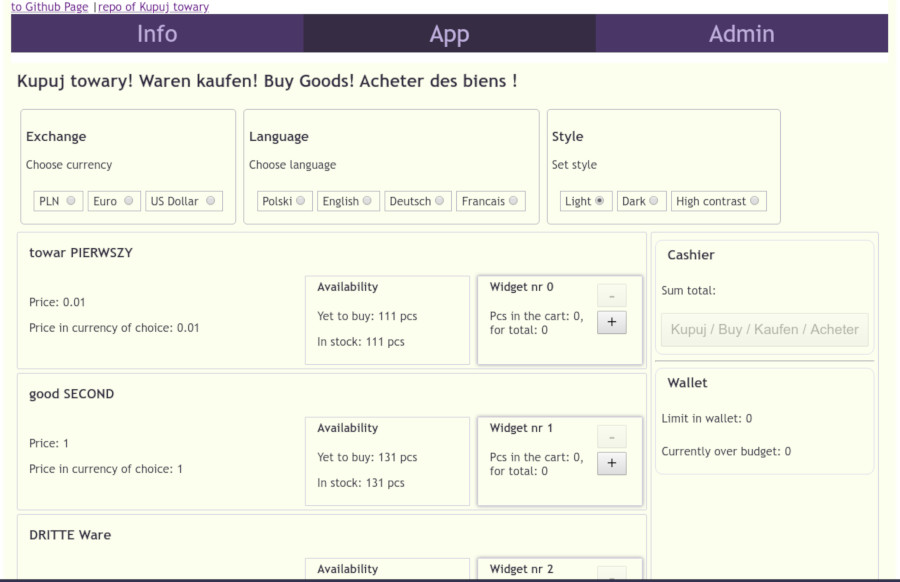 to Github Page | repo of Kupuj towary
Info App Admin
Kupuj towary! Waren kaufen! Buy Goods! Acheter des biens !
Exchange
Choose currency
PLN Euro US Dollar
Language
Choose language
Polski English Deutsch Francais
Style
Set style
Light Dark High contrast
towar PIERWSZY
Price: 0.01
Price in currency of choice: 0.01
Availability
Yet to buy: 111 pcs
In stock: 111 pcs
Widget nr 0
Pcs in the cart: 0,
for total: 0
-
+
good SECOND
Price: 1
Price in currency of choice: 1
Availability
Yet to buy: 131 pcs
In stock: 131 pcs
Widget nr 1
Pcs in the cart: 0,
for total: 0
-
+
DRITTE Ware
Availability
Widget nr 2
Cashier
Sum total:
Kupuj / Buy / Kaufen / Acheter
Wallet
Limit in wallet: 0
Currently over budget: 0